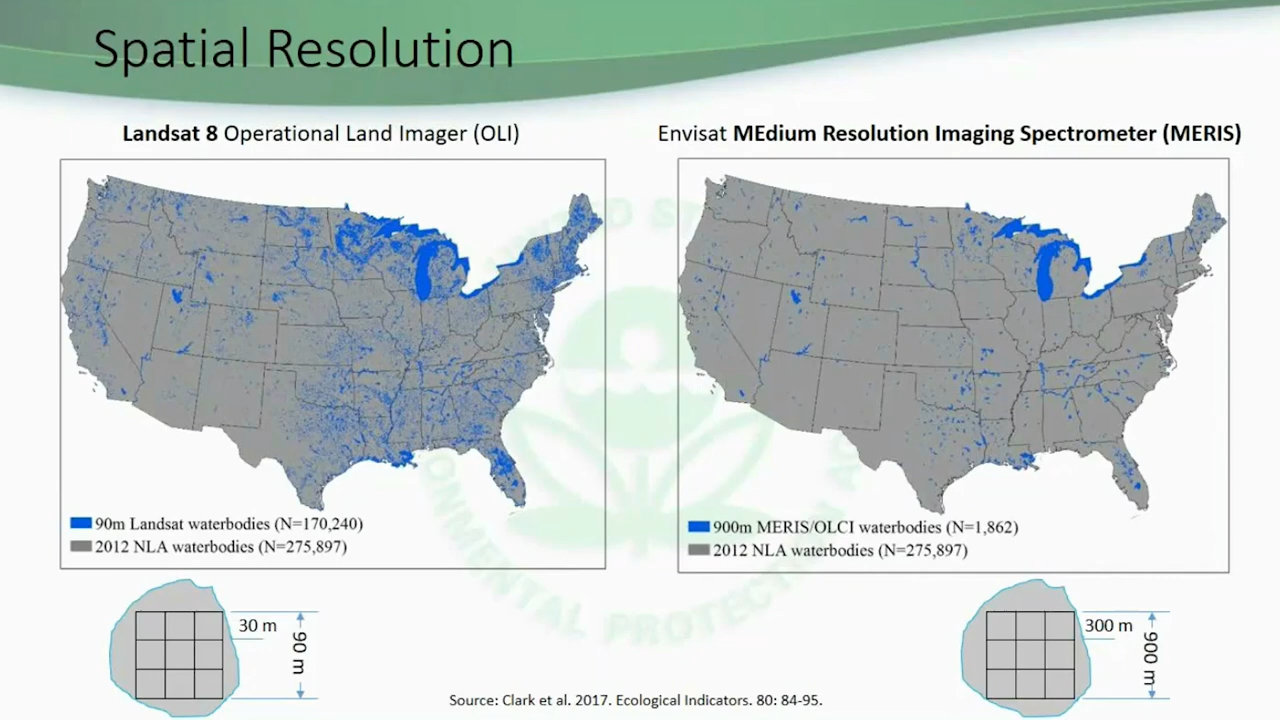 Spatial Resolution
Landsat 8 Operational Land Imager (OLI)
Envisat MEdium Resolution Imaging Spectrometer (MERIS)
90m Landsat waterbodies (N=170,240)
2012 NLA waterbodies (N=275,897)
900m MERIS/OLCI waterbodies (N=1,862)
2012 NLA waterbodies (N=275,897)
30 m
90 m
300 m
900 m
Source: Clark et al. 2017. Ecological Indicators. 80: 84-95.